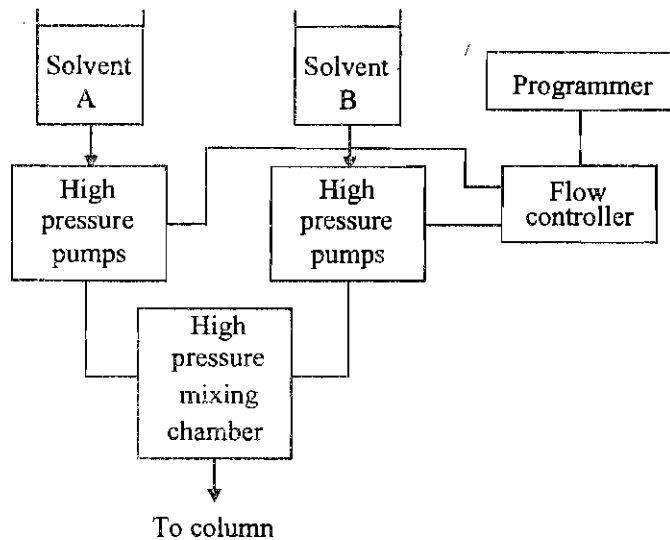 Solvent
A
Solvent
B
Programmer
High
pressure
pumps
High
pressure
pumps
Flow
controller
High
pressure
mixing
chamber
To column